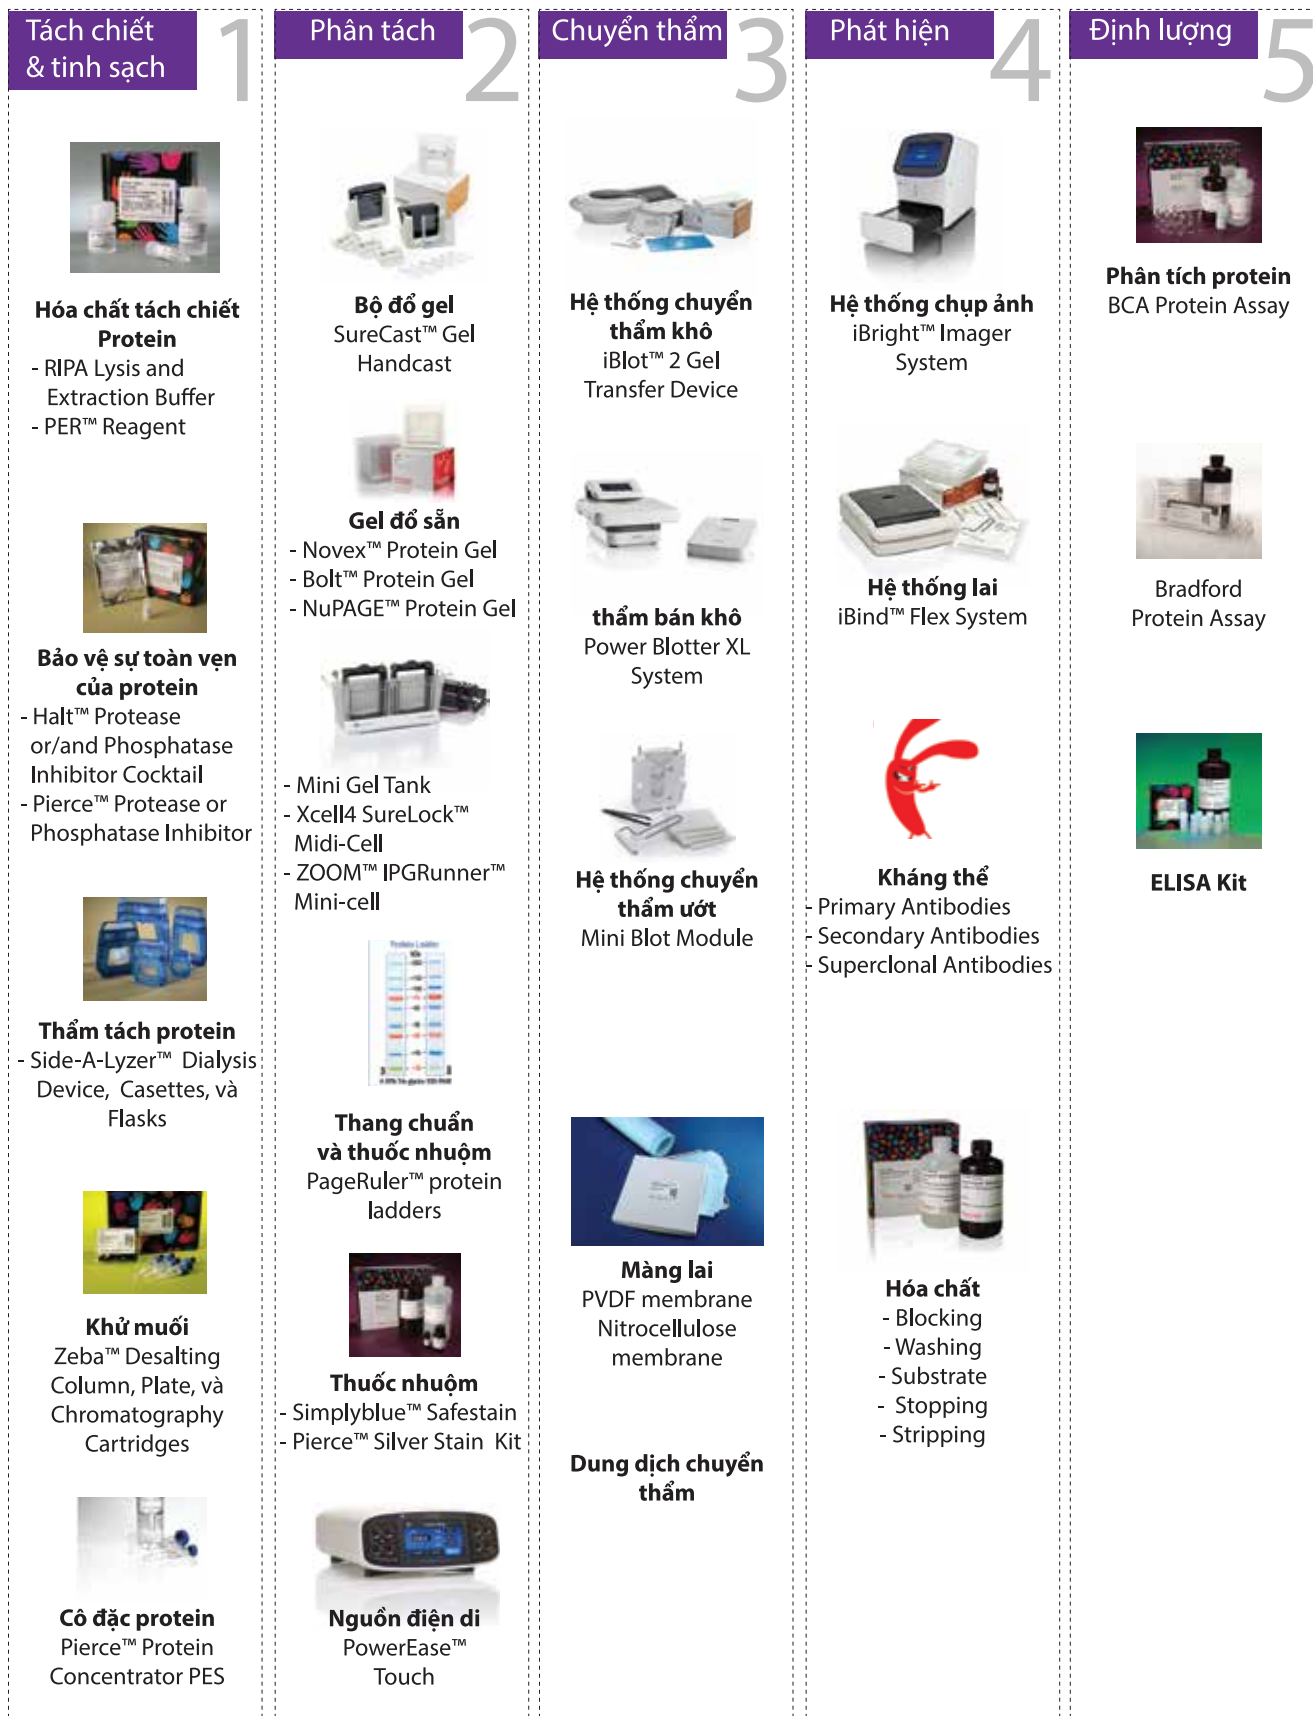 Tách chiết
& tinh sạch
1
Hóa chất tách chiết
Protein
- RIPA Lysis and
Extraction Buffer
- PER™ Reagent
Bảo vệ sự toàn vẹn
của protein
- Halt™ Protease
or/and Phosphatase
Inhibitor Cocktail
- Pierce™ Protease or
Phosphatase Inhibitor
Thẩm tách protein
- Side-A-Lyzer™ Dialysis
Device, Casettes, và
Flasks
Khử muối
Zeba™ Desalting
Column, Plate, và
Chromatography
Cartridges
Cô đặc protein
Pierce™ Protein
Concentrator PES
Phân tách
2
Bộ đổ gel
SureCast™ Gel
Handcast
Gel đổ sẵn
- Novex™ Protein Gel
- Bolt™ Protein Gel
- NuPAGE™ Protein Gel
- Mini Gel Tank
- Xcell4 SureLock™
Midi-Cell
- ZOOM™ IPGRunner™
Mini-cell
Protein Ladder
Thang chuẩn
và thuốc nhuộm
PageRuler™ protein
ladders
Thuốc nhuộm
- Simplyblue™ Safestain
- Pierce™ Silver Stain Kit
Nguồn điện di
PowerEase™
Touch
Chuyển thẩm
3
Hệ thống chuyển
thẩm khô
iBlot™ 2 Gel
Transfer Device
thẩm bán khô
Power Blotter XL
System
Hệ thống chuyển
thẩm ướt
Mini Blot Module
Màng lai
PVDF membrane
Nitrocellulose
membrane
Dung dịch chuyển
thẩm
Phát hiện
4
Hệ thống chụp ảnh
iBright™ Imager
System
Hệ thống lai
iBind™ Flex System
Kháng thể
- Primary Antibodies
- Secondary Antibodies
- Superclonal Antibodies
Hóa chất
- Blocking
- Washing
- Substrate
- Stopping
- Stripping
Định lượng
5
Phân tích protein
BCA Protein Assay
Bradford
Protein Assay
ELISA Kit